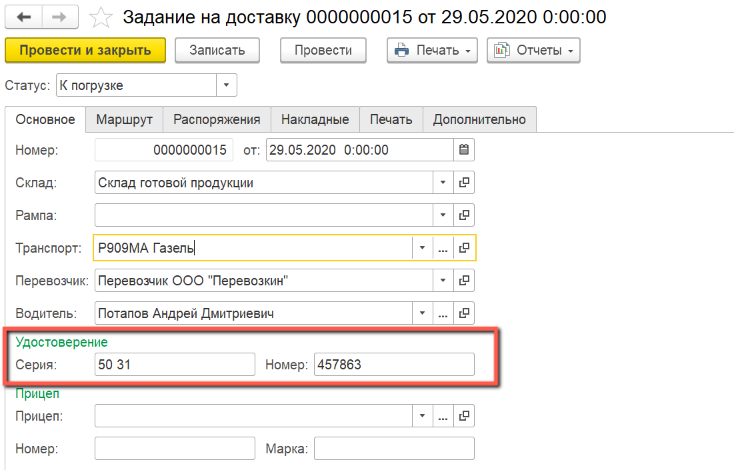 Задание на доставку 0000000015 от 29.05.2020 0:00:00
Провести и закрыть Записать Провести Печать Отчеты
Статус: К погрузке
Основное Маршрут Распоряжения Накладные Печать Дополнительно
Номер: 0000000015 от: 29.05.2020 0:00:00
Склад: Склад готовой продукции
Рампа:
Транспорт: Р909МА Газель ...
Перевозчик: Перевозчик ООО "Перевозкин"
Водитель: Потапов Андрей Дмитриевич ...
Удостоверение
Серия: 50 31 Номер: 457863
Прицеп
Прицеп: ...
Номер: Марка: